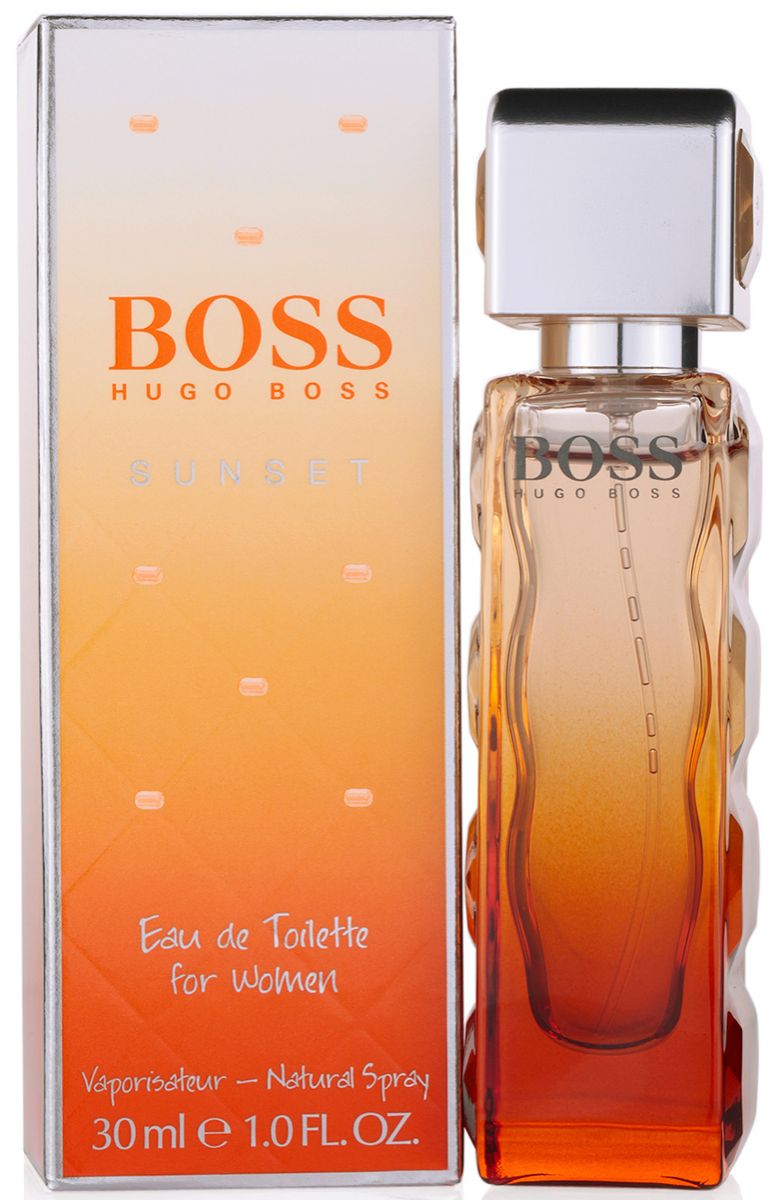 BOSS
HUGO BOSS
SUNSET
Eau de Toilette
for Women
Vaporisateur – Natural Spray
30 ml e 1.0 FL. OZ.
BOSS
HUGO BOSS